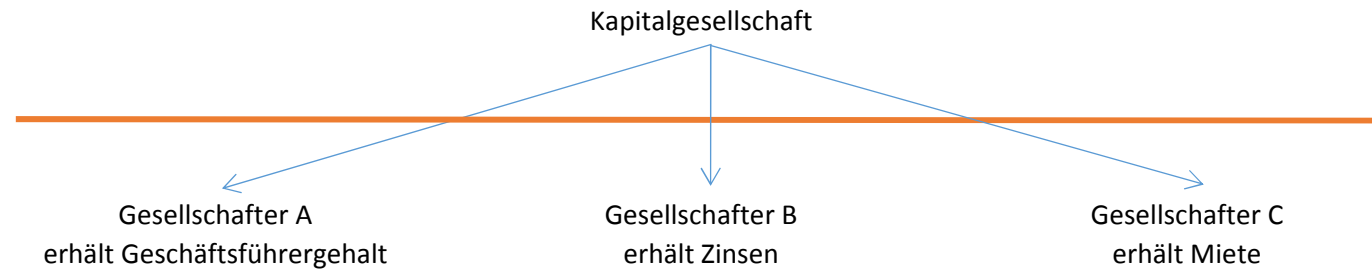 Kapitalgesellschaft
Gesellschafter A
erhält Geschäftsführergehalt
Gesellschafter B
erhält Zinsen
Gesellschafter C
erhält Miete